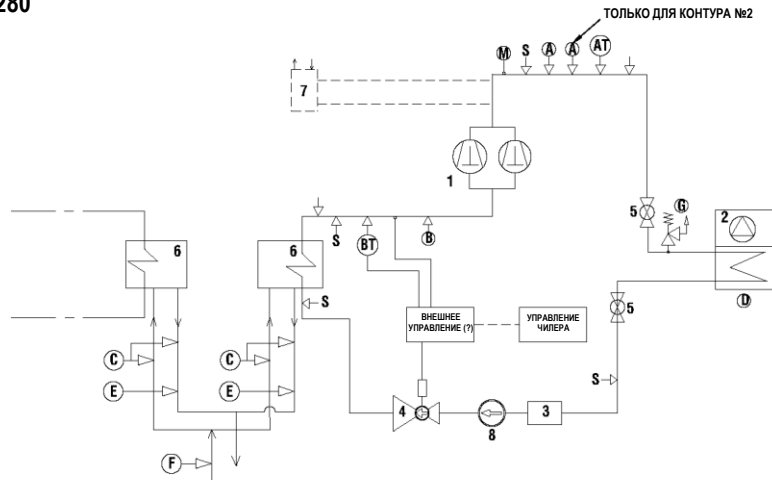 280
ТОЛЬКО ДЛЯ КОНТУРА №2
M
S
A
A
AT
7
1
5
G
2
6
6
S
BT
B
D
S
ВНЕШНЕЕ
УПРАВЛЕНИЕ (?)
УПРАВЛЕНИЕ
ЧИЛЕРА
5
C
C
S
E
E
4
8
3
F